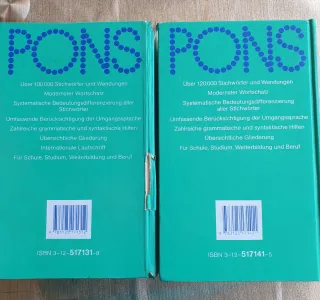 PONS
Über 100000 Stichwörter und Wendungen
Modernster Wortschatz
Systematische Bedeutungsdifferenzierung aller
Stichwörter
Umfassende Berücksichtigung der Umgangssprache
Zahlreiche grammatische und syntaktische Hilfen
Übersichtliche Gliederung
Internationale Lautschrift
Für Schule, Studium, Weiterbildung und Beruf
ISBN 3-12-517131-8
PONS
Über 120000 Stichwörter und Wendungen
Modernster Wortschatz
Systematische Bedeutungsdifferenzierung
aller Stichwörter
Umfassende Berücksichtigung der Umgangssprache
Zahlreiche grammatische und syntaktische Hilfen
Übersichtliche Gliederung
Für Schule, Studium, Weiterbildung und Beruf
ISBN 3-12-517141-5